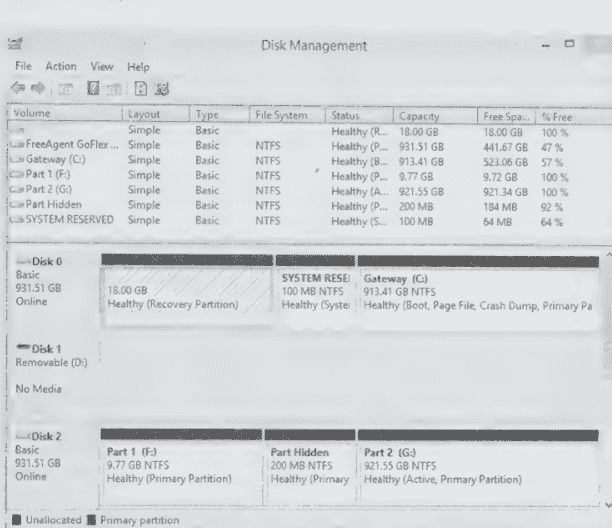 Disk Management
File Action View Help
Volume Layout Type File System Status Capacity Free Spa... % Free
Simple Basic Healthy (R... 18.00 GB 18.00 GB 100 %
FreeAgent GoFlex ... Simple Basic NTFS Healthy (P... 931.51 GB 441.67 GB 47 %
Gateway (C:) Simple Basic NTFS Healthy (B... 913.41 GB 523.06 GB 57 %
Part 1 (F:) Simple Basic NTFS Healthy (P... 9.77 GB 9.72 GB 100 %
Part 2 (G:) Simple Basic NTFS Healthy (A... 921.55 GB 921.34 GB 100 %
Part Hidden Simple Basic NTFS Healthy (P... 200 MB 184 MB 92 %
SYSTEM RESERVED Simple Basic NTFS Healthy (S... 100 MB 64 MB 64 %
Disk 0
Basic
931.51 GB
Online
18.00 GB
Healthy (Recovery Partition)
SYSTEM RESE
100 MB NTFS
Healthy (Syste
Gateway (C:)
913.41 GB NTFS
Healthy (Boot, Page File, Crash Dump, Primary Pa
Disk 1
Removable (D:)
No Media
Disk 2
Basic
931.51 GB
Online
Part 1 (F:)
9.77 GB NTFS
Healthy (Primary Partition)
Part Hidden
200 MB NTFS
Healthy (Primary
Part 2 (G:)
921.55 GB NTFS
Healthy (Active, Primary Partition)
Unallocated Primary partition